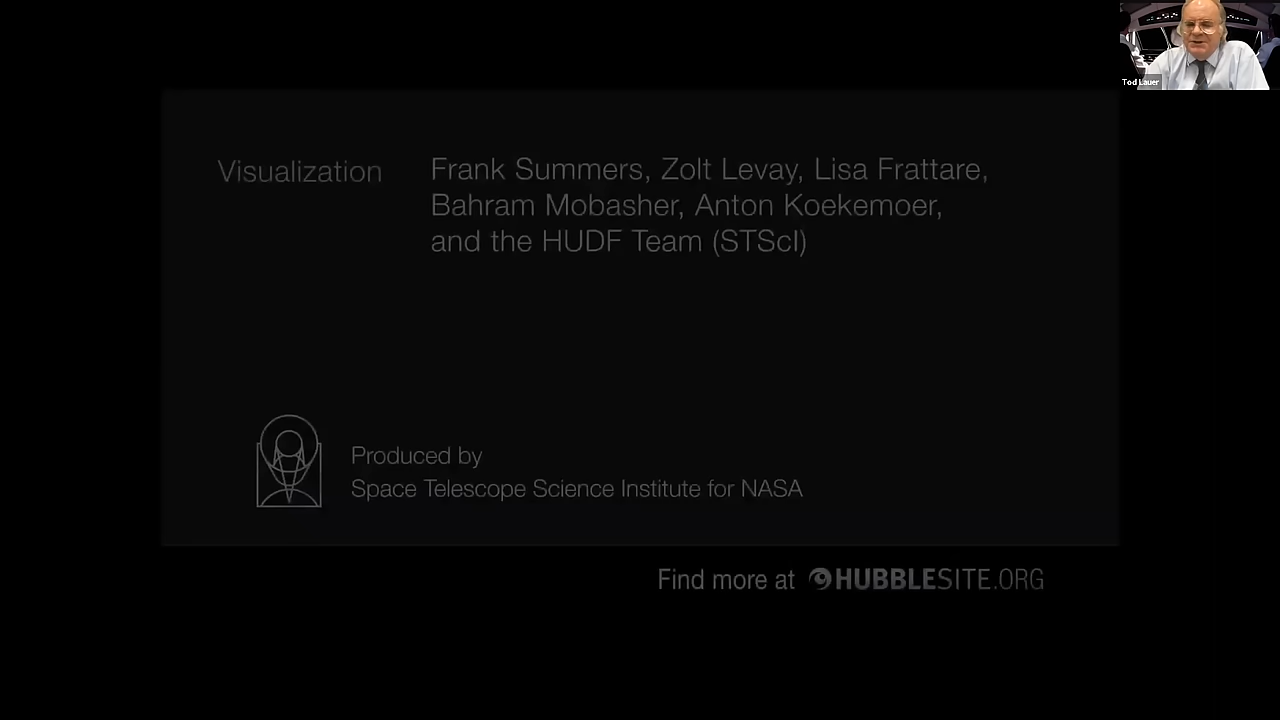 Tod Lauer
Visualization
Frank Summers, Zolt Levay, Lisa Frattare,
Bahram Mobasher, Anton Koekemoer,
and the HUDF Team (STScI)
Produced by
Space Telescope Science Institute for NASA
Find more at HUBBLESITE.ORG